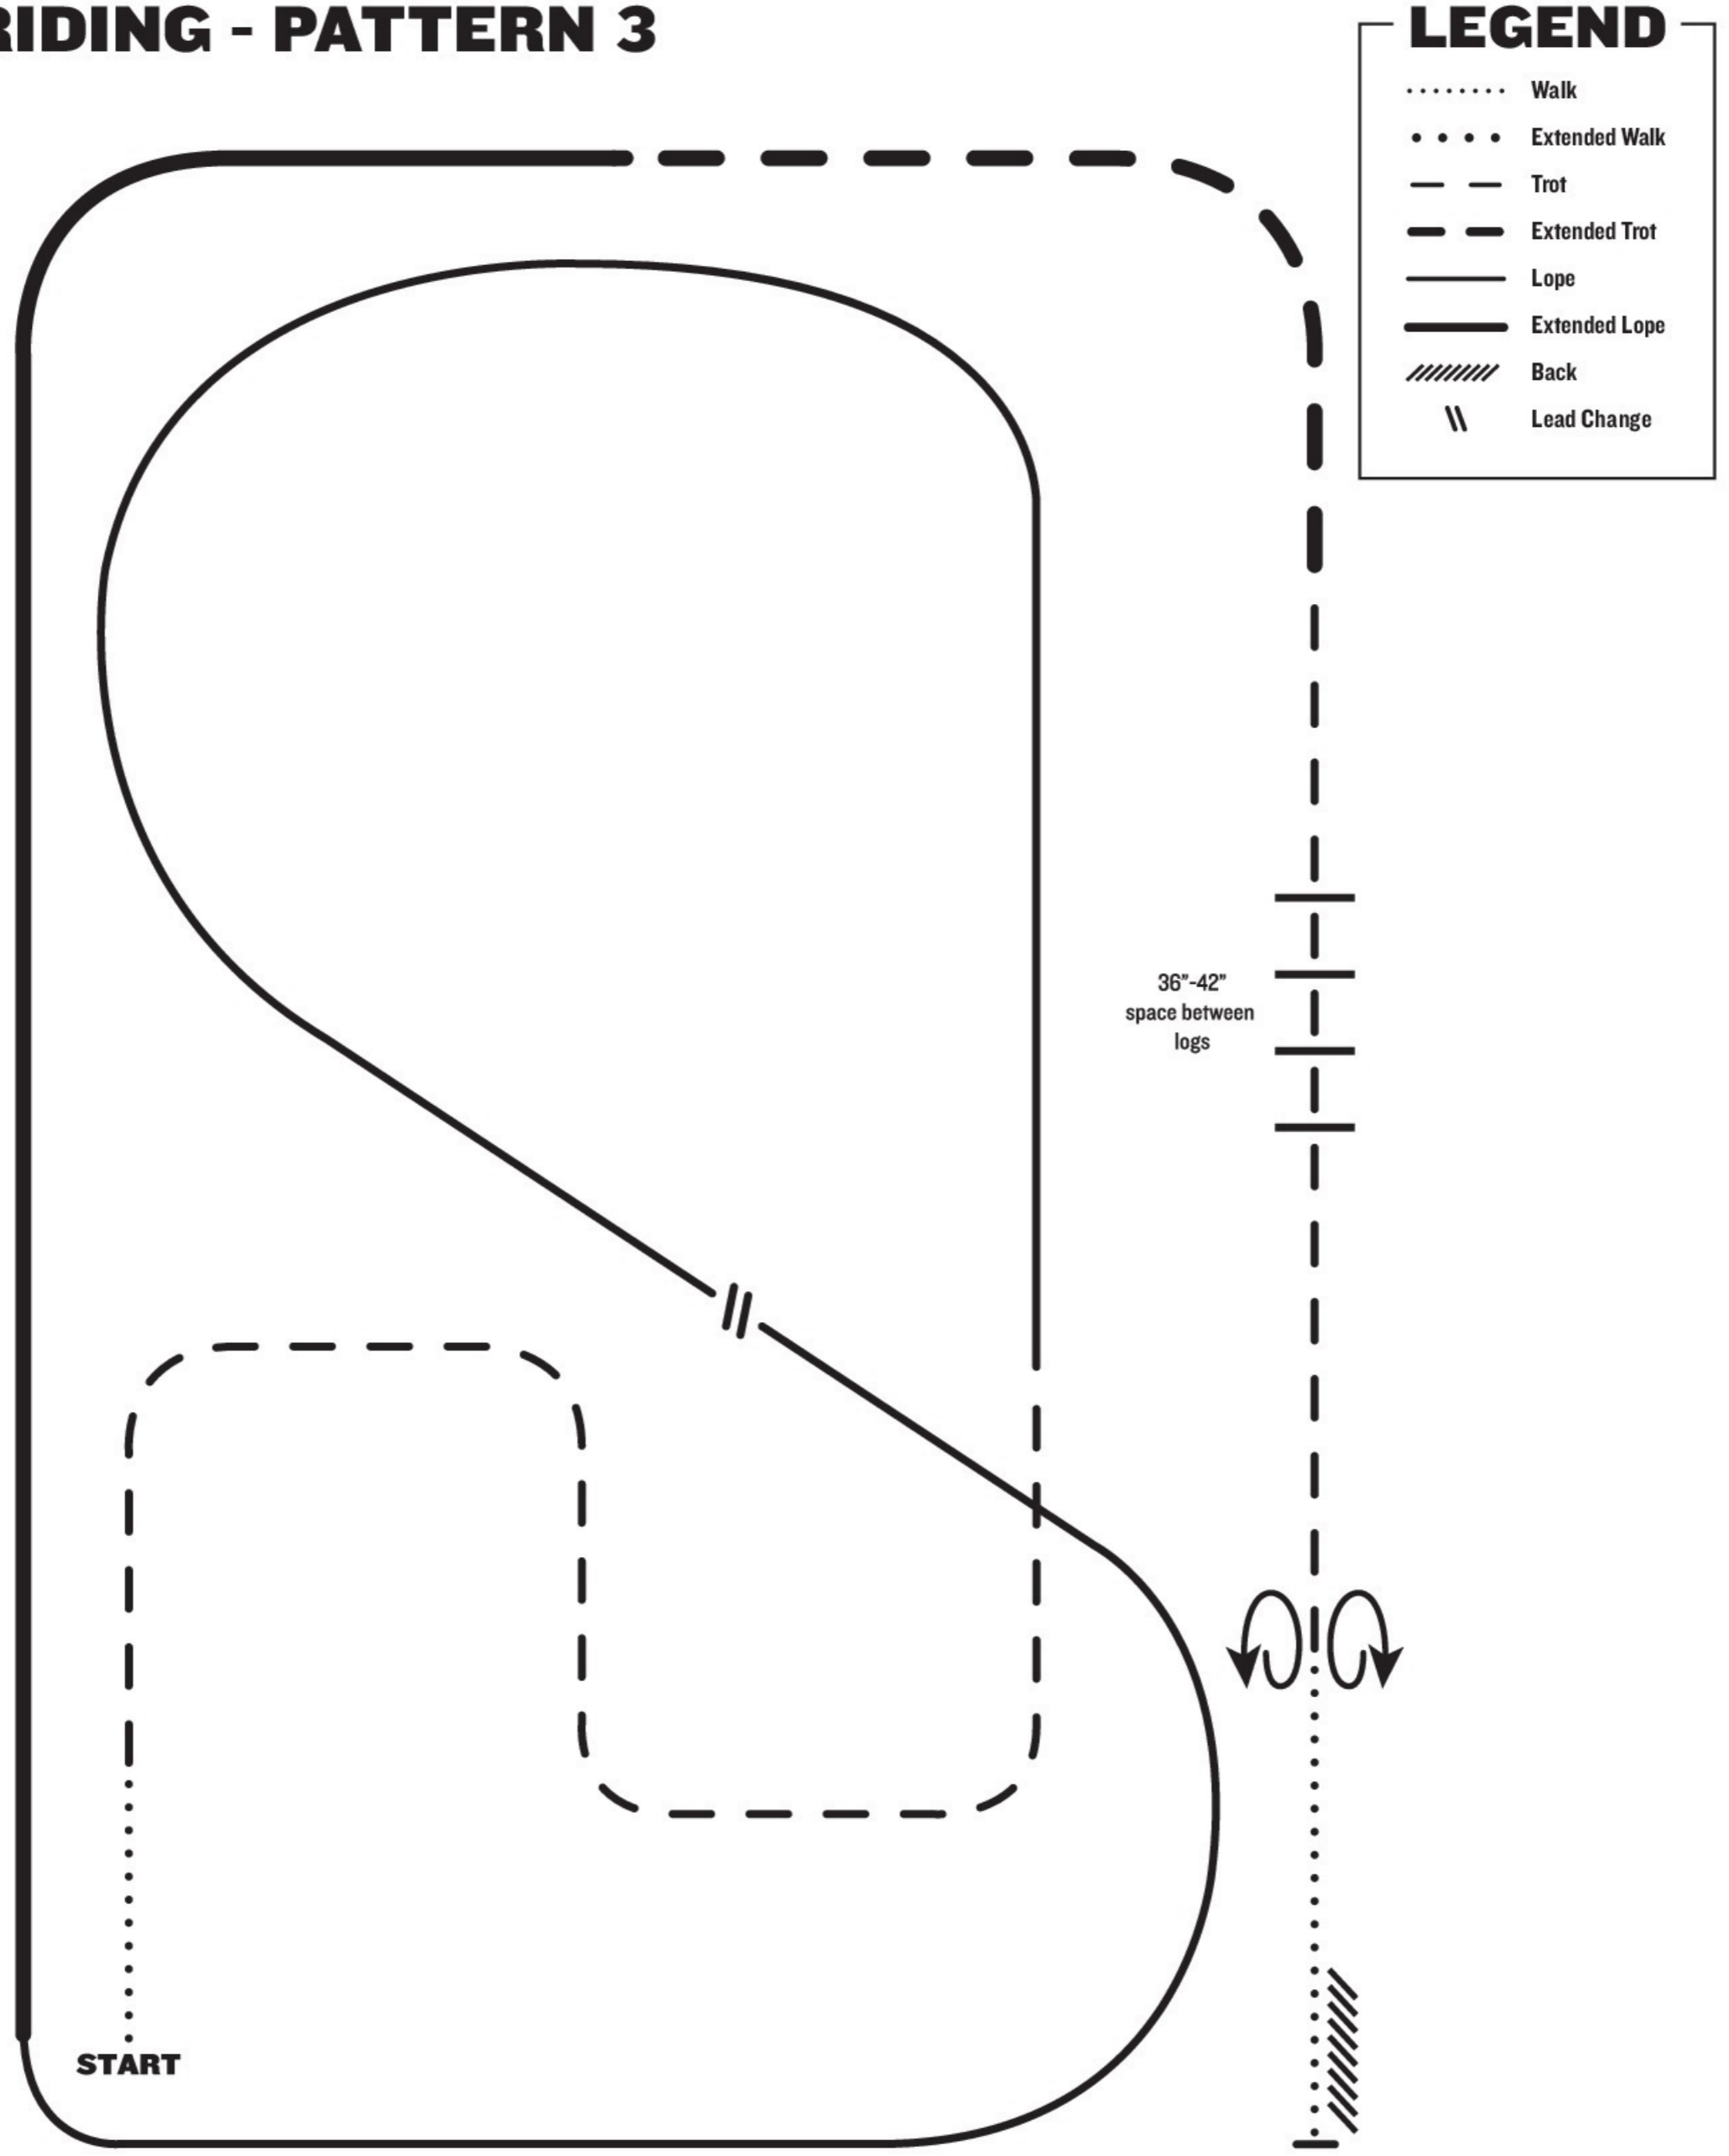 RIDING - PATTERN 3
LEGEND
Walk
Extended Walk
Trot
Extended Trot
Lope
Extended Lope
Back
Lead Change
36”-42”
space between
logs
START